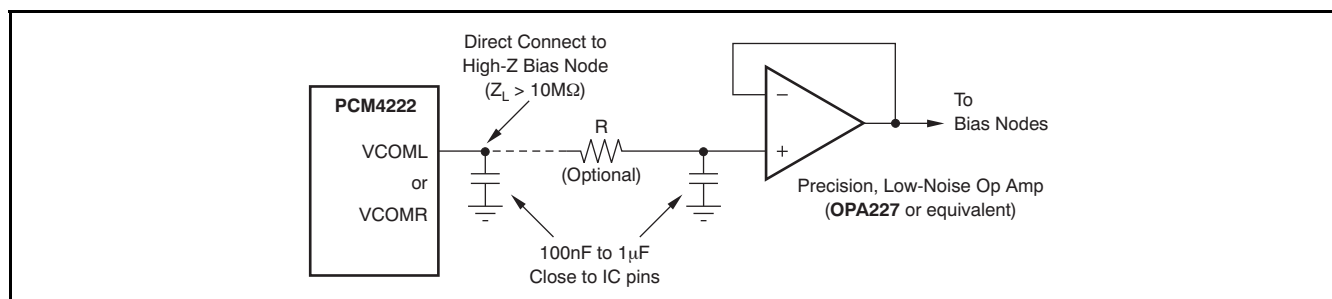 Direct Connect to
High-Z Bias Node
(ZL > 10MΩ)
PCM4222
VCOML
or
VCOMR
R
(Optional)
100nF to 1μF
Close to IC pins
−
+
To
Bias Nodes
Precision, Low-Noise Op Amp
(OPA227 or equivalent)